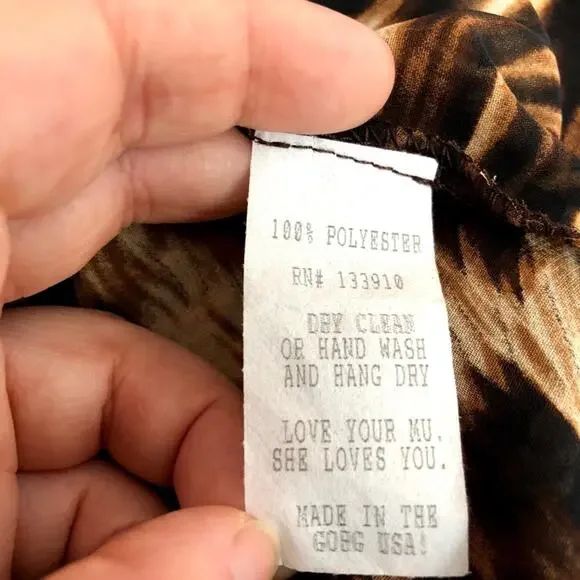 100% POLYESTER
RN# 133910
DRY CLEAN
OR HAND WASH
AND HANG DRY
LOVE YOUR MU.
SHE LOVES YOU.
MADE IN THE
USA!